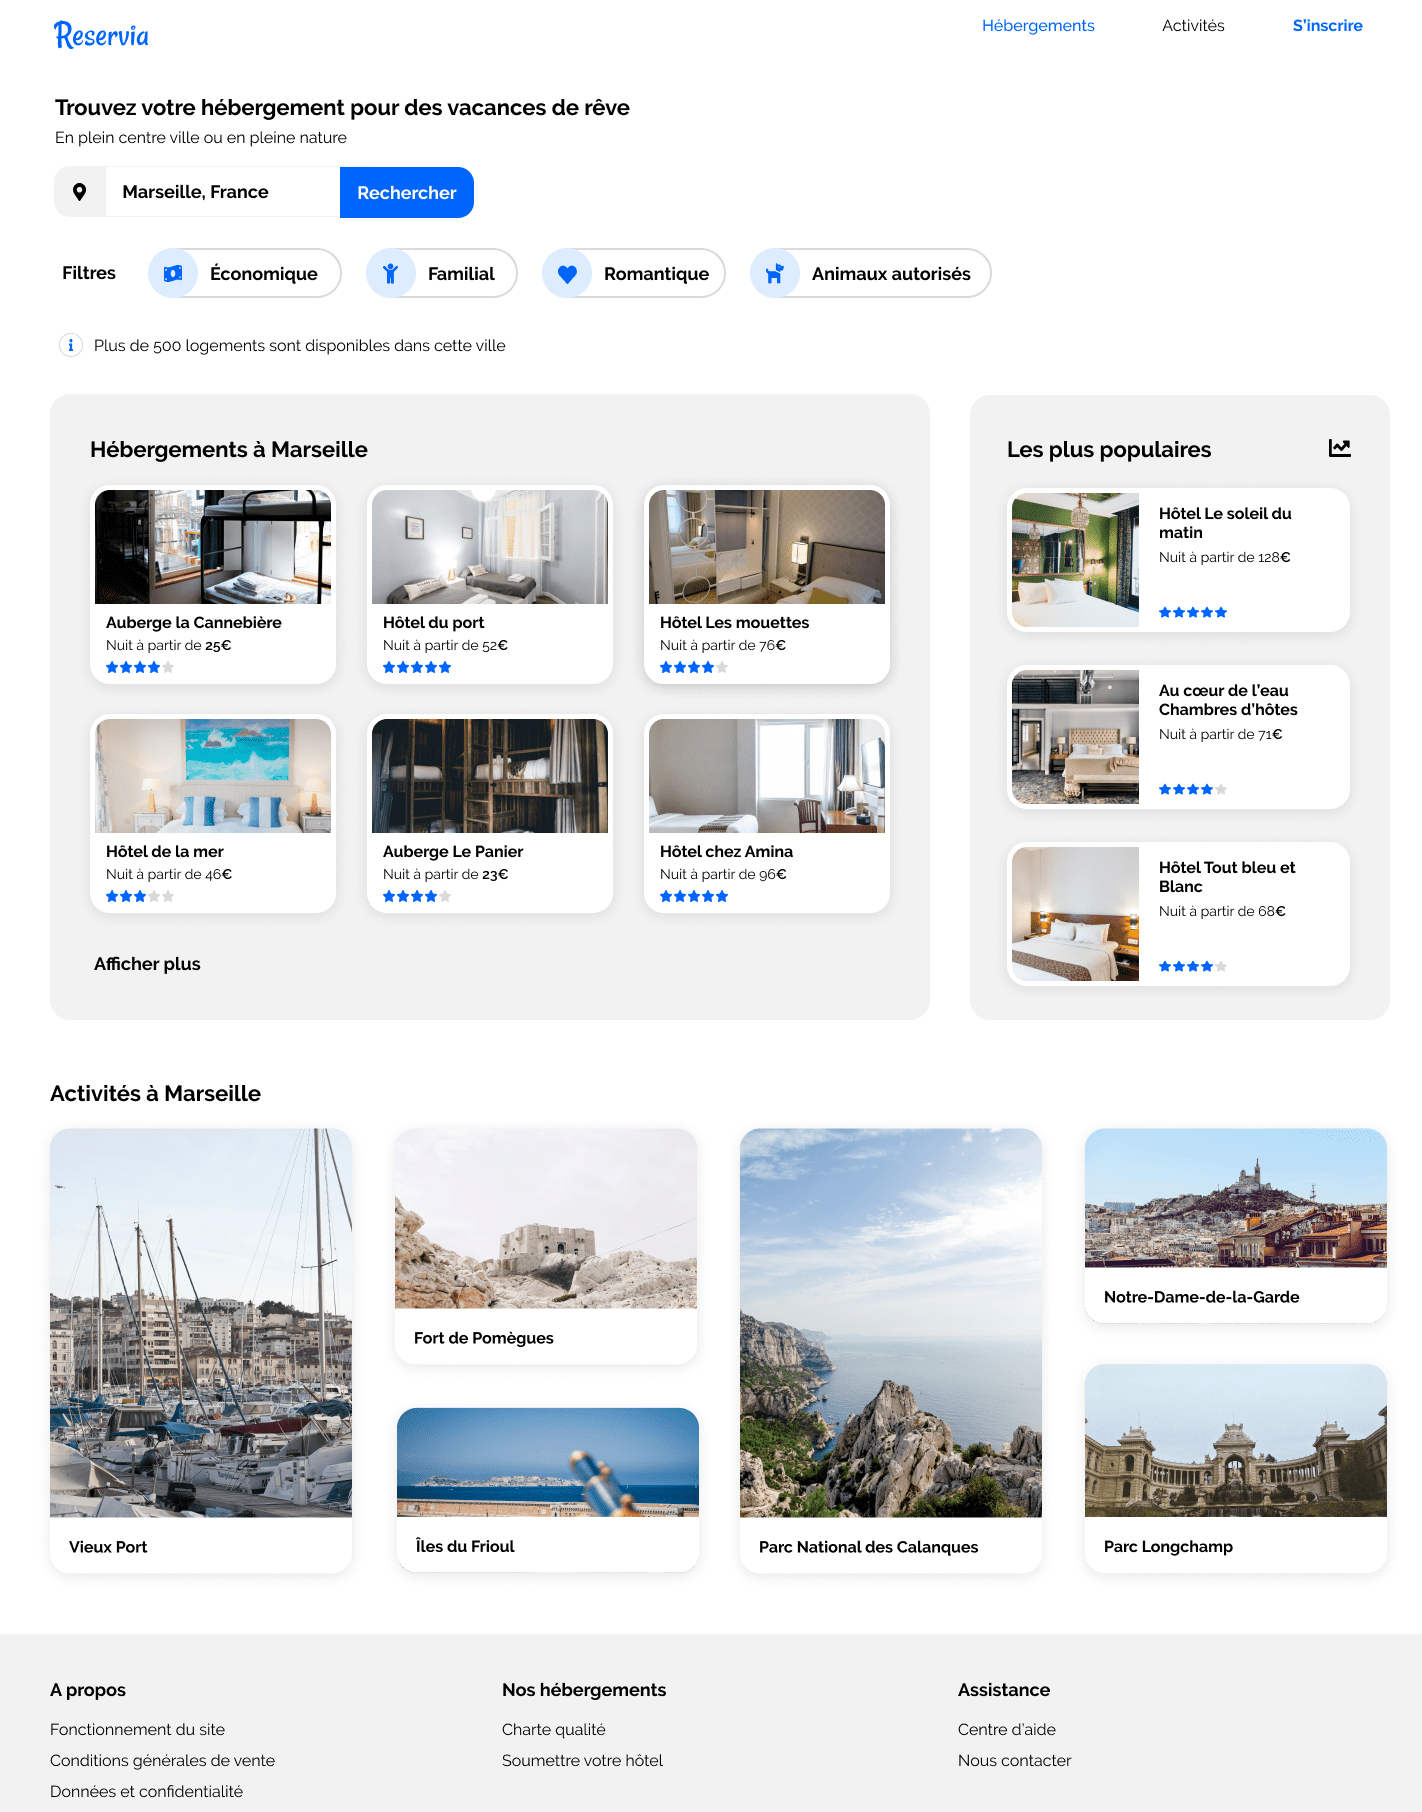 Reservia
Hébergements
Activités
S'inscrire
Trouvez votre hébergement pour des vacances de rêve
En plein centre ville ou en pleine nature
Marseille, France
Rechercher
Filtres
Économique
Familial
Romantique
Animaux autorisés
Plus de 500 logements sont disponibles dans cette ville
Hébergements à Marseille
Auberge la Cannebière
Nuit à partir de 25€
Hôtel du port
Nuit à partir de 52€
Hôtel Les mouettes
Nuit à partir de 76€
Hôtel de la mer
Nuit à partir de 46€
Auberge Le Panier
Nuit à partir de 23€
Hôtel chez Amina
Nuit à partir de 96€
Afficher plus
Les plus populaires
Hôtel Le soleil du
matin
Nuit à partir de 128€
Au cœur de l'eau
Chambres d'hôtes
Nuit à partir de 71€
Hôtel Tout bleu et
Blanc
Nuit à partir de 68€
Activités à Marseille
Vieux Port
Fort de Pomègues
Îles du Frioul
Parc National des Calanques
Notre-Dame-de-la-Garde
Parc Longchamp
A propos
Fonctionnement du site
Conditions générales de vente
Données et confidentialité
Nos hébergements
Charte qualité
Soumettre votre hôtel
Assistance
Centre d'aide
Nous contacter